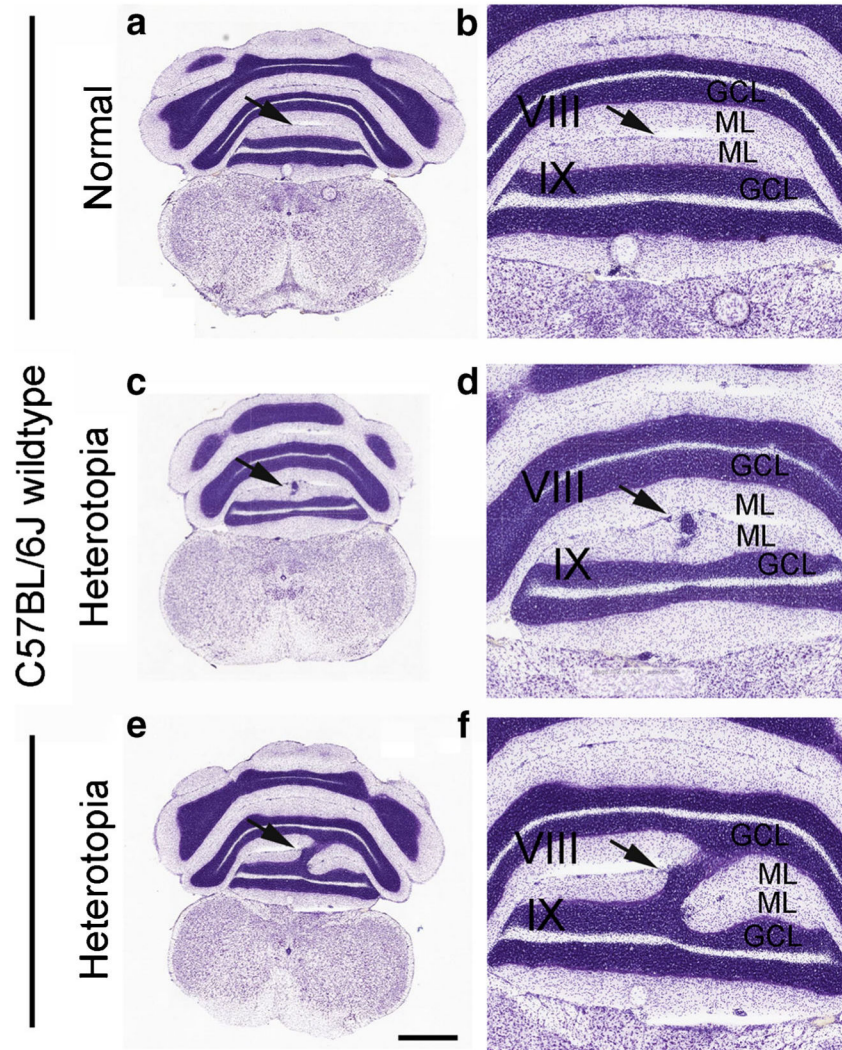 C57BL/6J wildtype
Normal
a
b
VIII
GCL
ML
ML
IX
GCL
Heterotopia
c
d
VIII
GCL
ML
ML
IX
GCL
Heterotopia
e
f
VIII
GCL
ML
ML
IX
GCL